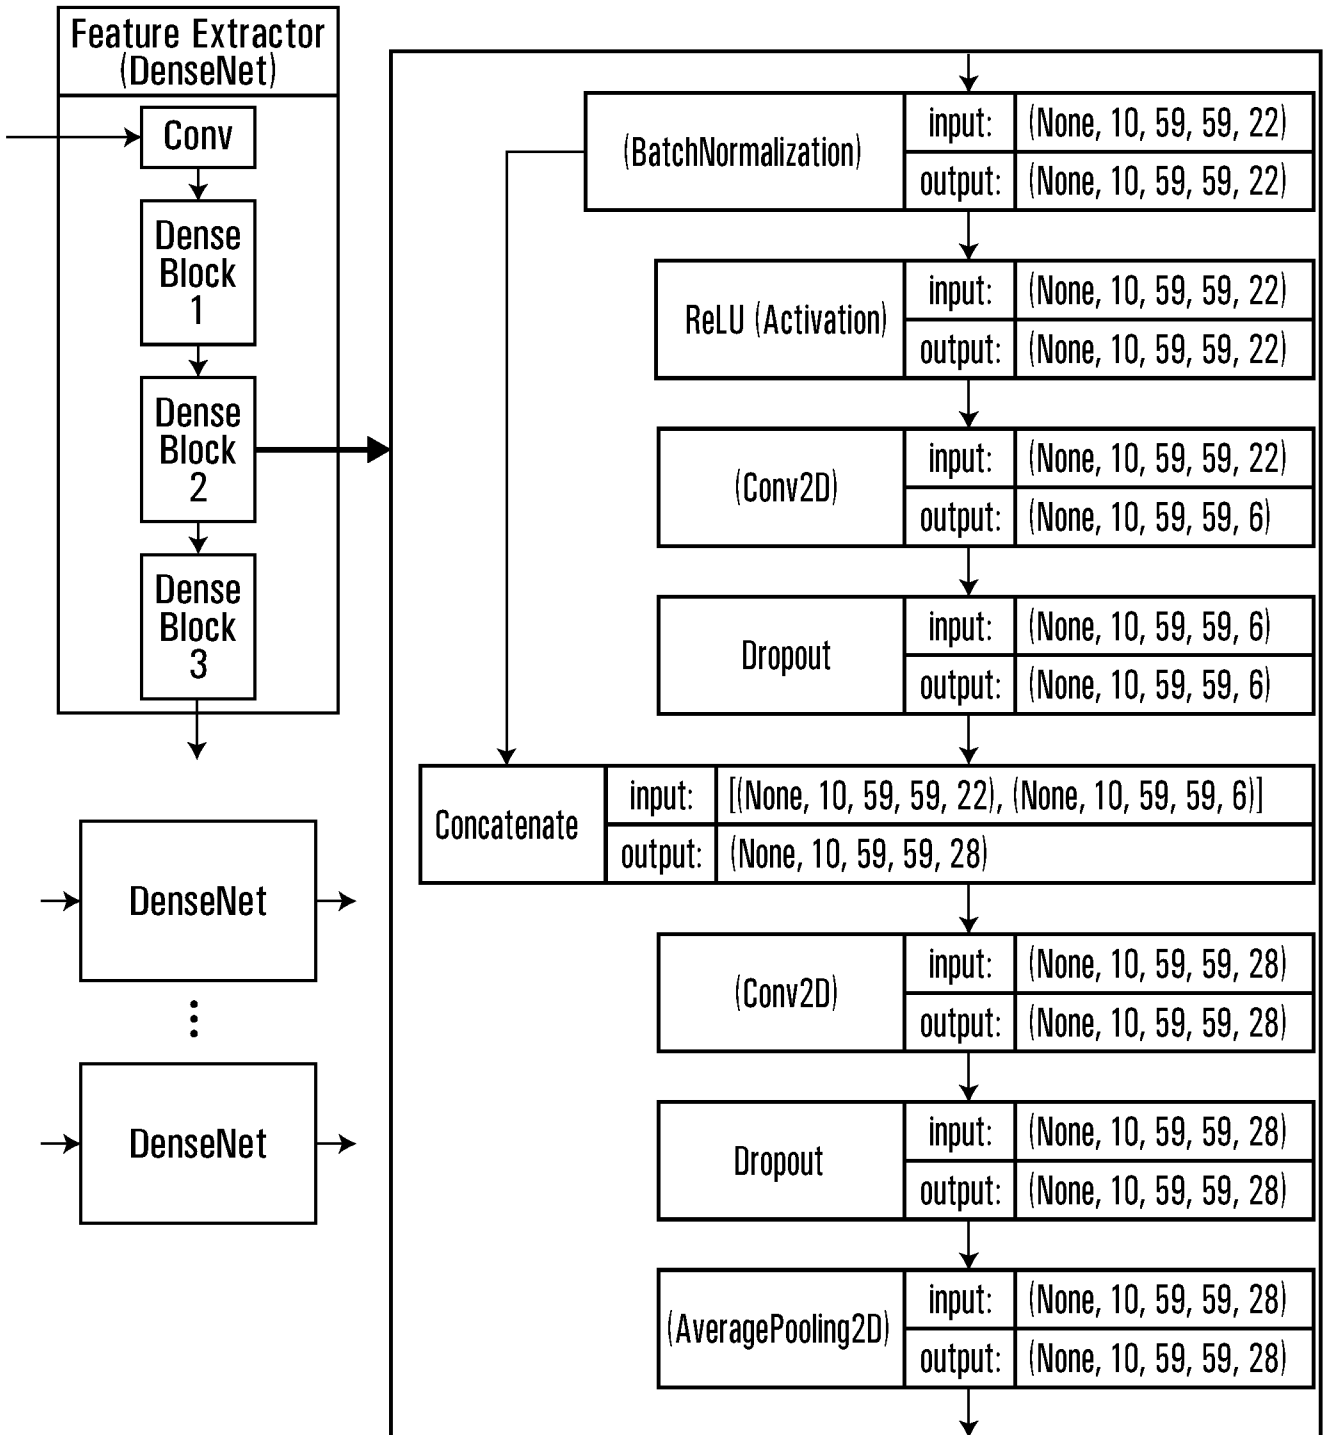 Feature Extractor
(DenseNet)
Conv
Dense
Block
1
Dense
Block
2
Dense
Block
3
DenseNet
DenseNet
(BatchNormalization)
input: (None, 10, 59, 59, 22)
output: (None, 10, 59, 59, 22)
ReLU (Activation)
input: (None, 10, 59, 59, 22)
output: (None, 10, 59, 59, 22)
(Conv2D)
input: (None, 10, 59, 59, 22)
output: (None, 10, 59, 59, 6)
Dropout
input: (None, 10, 59, 59, 6)
output: (None, 10, 59, 59, 6)
Concatenate
input: [(None, 10, 59, 59, 22), (None, 10, 59, 59, 6)]
output: (None, 10, 59, 59, 28)
(Conv2D)
input: (None, 10, 59, 59, 28)
output: (None, 10, 59, 59, 28)
Dropout
input: (None, 10, 59, 59, 28)
output: (None, 10, 59, 59, 28)
(AveragePooling2D)
input: (None, 10, 59, 59, 28)
output: (None, 10, 59, 59, 28)